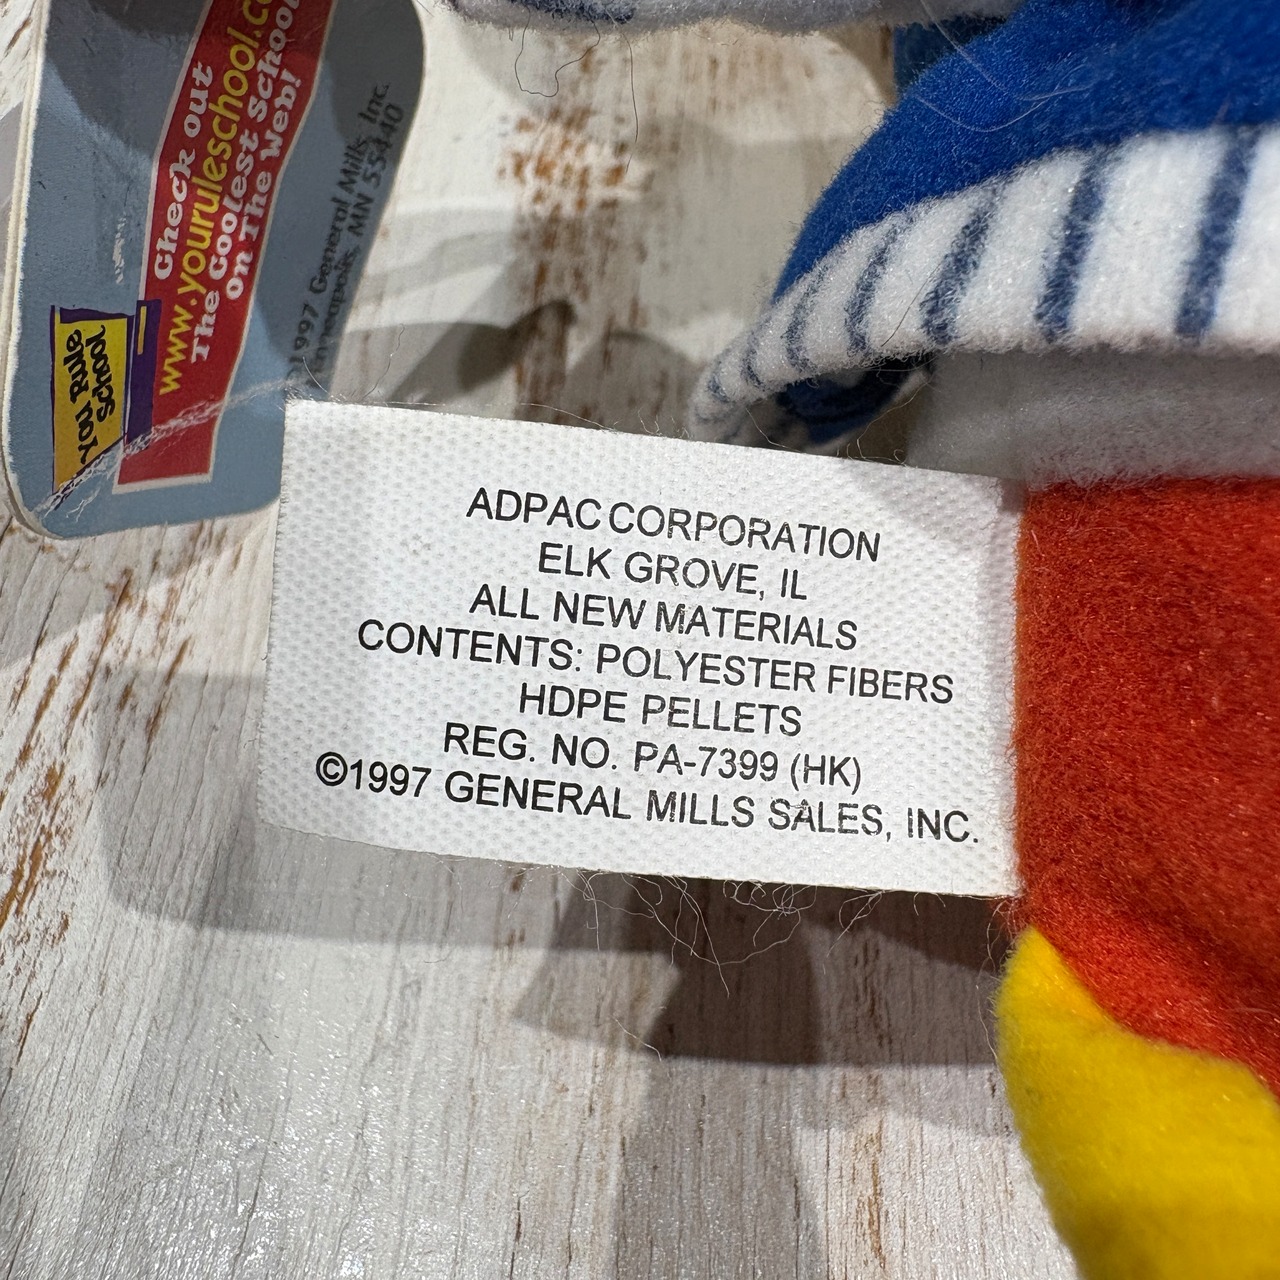 Check out
www.youruleschool.co
The Coolest School
on The Web!
You Rule
School
1997 General Mills, Inc.
MN 55440
ADPAC CORPORATION
ELK GROVE, IL
ALL NEW MATERIALS
CONTENTS: POLYESTER FIBERS
HDPE PELLETS
REG. NO. PA-7399 (HK)
©1997 GENERAL MILLS SALES, INC.